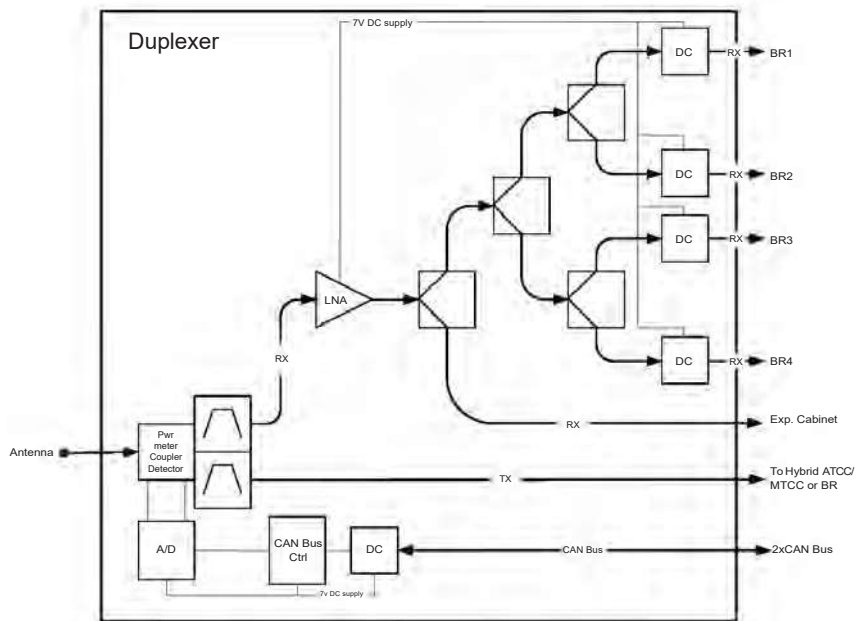 Duplexer
7V DC supply
DC
RX
BR1
DC
RX
BR2
DC
RX
BR3
LNA
DC
RX
BR4
RX
RX
Exp. Cabinet
Antenna
Pwr
meter
Coupler
Detector
TX
To Hybrid ATCC/
MTCC or BR
A/D
CAN Bus
Ctrl
DC
CAN Bus
2xCAN Bus
7v DC supply